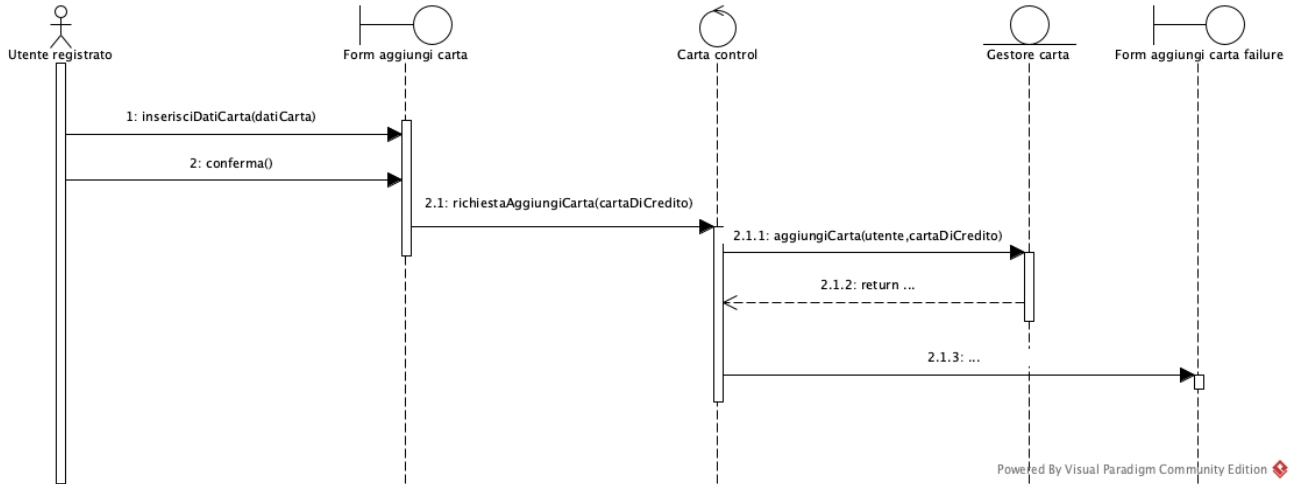 Utente registrato
Form aggiungi carta
Carta control
Gestore carta
Form aggiungi carta failure
1: inserisciDatiCarta(datiCarta)
2: conferma()
2.1: richiestaAggiungiCarta(cartaDiCredito)
2.1.1: aggiungiCarta(utente,cartaDiCredito)
2.1.2: return ...
2.1.3: ...
Powered By Visual Paradigm Community Edition